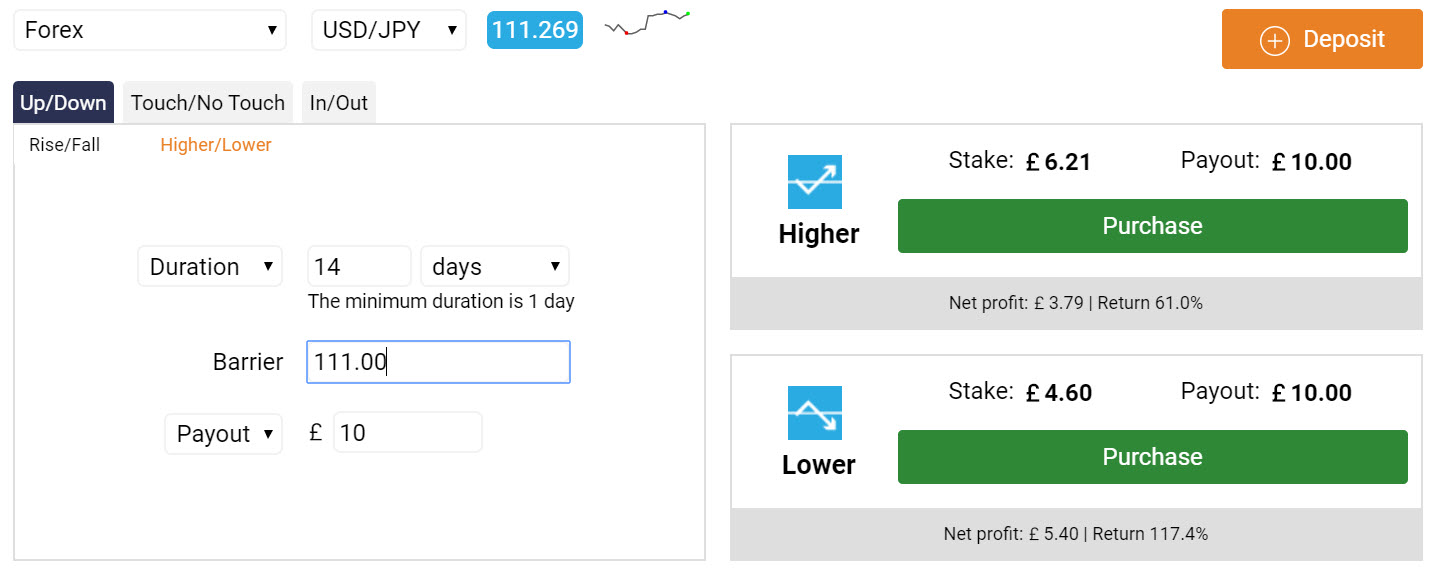 Forex ▼ USD/JPY ▼ 111.269
Deposit
Up/Down Touch/No Touch In/Out
Rise/Fall Higher/Lower
Duration ▼ 14 days ▼
The minimum duration is 1 day
Barrier 111.00
Payout ▼ £ 10
Stake: £ 6.21 Payout: £ 10.00
Higher
Purchase
Net profit: £ 3.79 | Return 61.0%
Stake: £ 4.60 Payout: £ 10.00
Lower
Purchase
Net profit: £ 5.40 | Return 117.4%